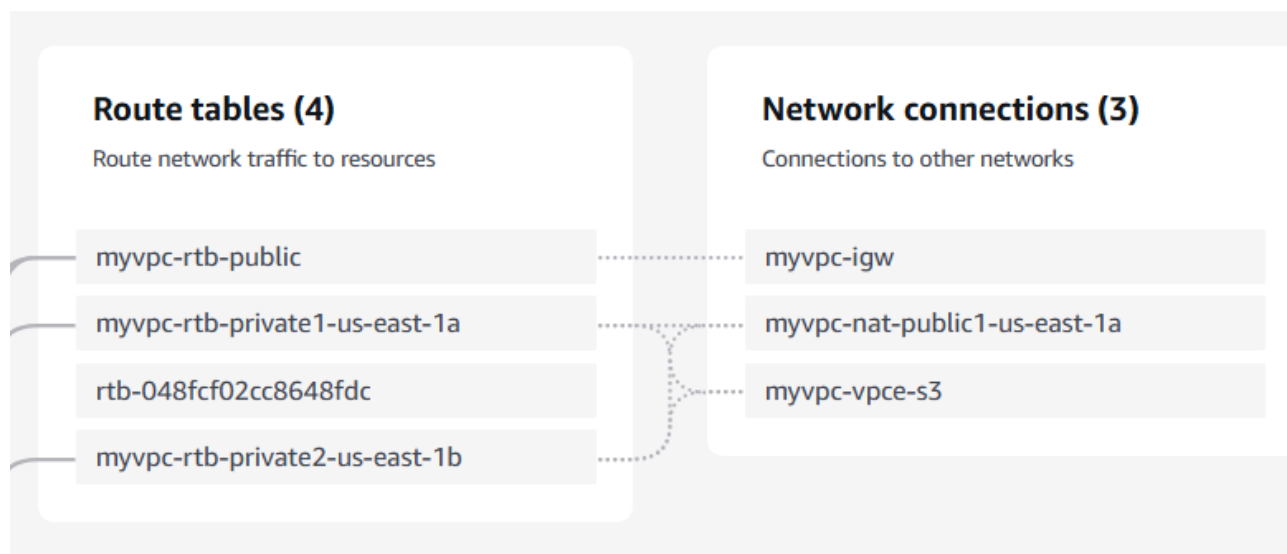 Route tables (4)
Route network traffic to resources
myvpc-rtb-public
myvpc-rtb-private1-us-east-1a
rtb-048fcf02cc8648fdc
myvpc-rtb-private2-us-east-1b
Network connections (3)
Connections to other networks
myvpc-igw
myvpc-nat-public1-us-east-1a
myvpc-vpce-s3